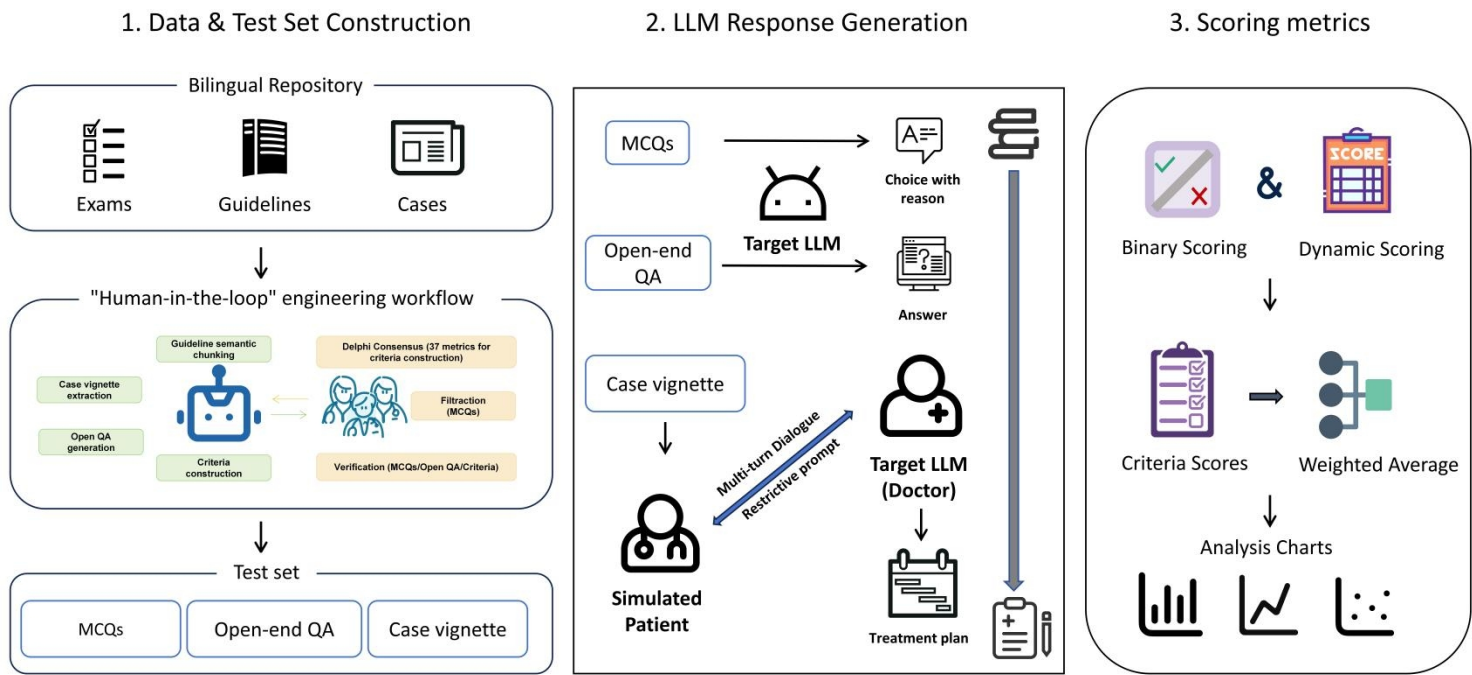 1. Data & Test Set Construction
Bilingual Repository
Exams
Guidelines
Cases
"Human-in-the-loop" engineering workflow
Guideline semantic
chunking
Case vignette
extraction
Open QA
generation
Criteria
construction
Delphi Consensus (37 metrics for
criteria construction)
Filtraction
(MCQs)
Verification (MCQs/Open QA/Criteria)
Test set
MCQs
Open-end QA
Case vignette
2. LLM Response Generation
MCQs
A
Choice with
reason
Target LLM
Open-end
QA
?
Answer
Case vignette
Multi-turn Dialogue
Restrictive prompt
Target LLM
(Doctor)
Simulated
Patient
Treatment plan
3. Scoring metrics
&
SCORE
Binary Scoring
Dynamic Scoring
Criteria Scores
Weighted Average
Analysis Charts